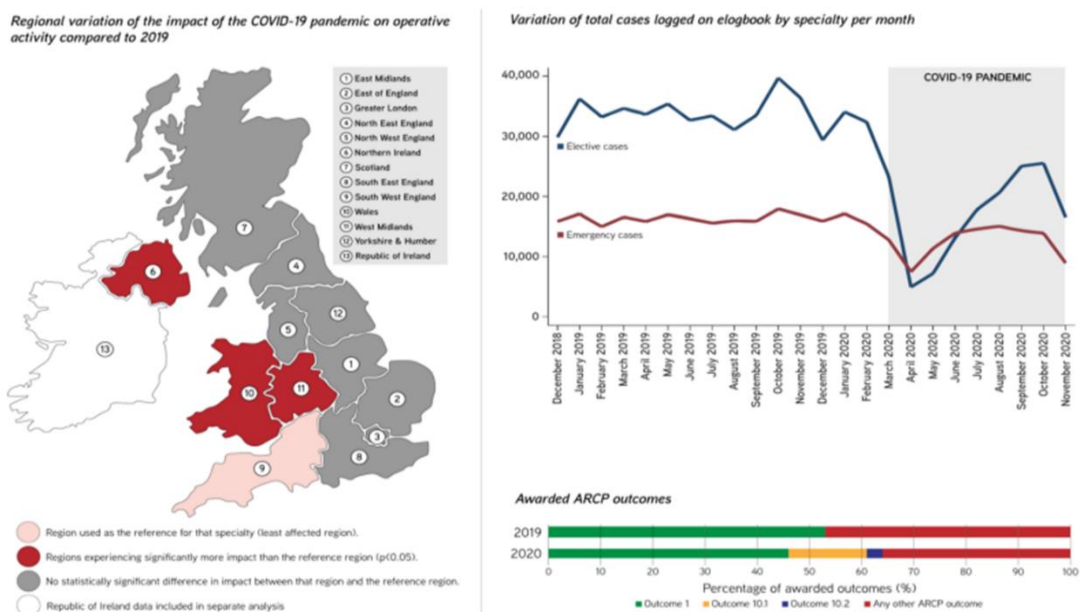 Regional variation of the impact of the COVID-19 pandemic on operative
activity compared to 2019
1 East Midlands
2 East of England
3 Greater London
4 North East England
5 North West England
6 Northern Ireland
7 Scotland
8 South East England
9 South West England
10 Wales
11 West Midlands
12 Yorkshire & Humber
13 Republic of Ireland
7
6
4
12
5
13
1
11
10
2
3
8
9
Region used as the reference for that specialty (least affected region).
Regions experiencing significantly more impact than the reference region (p<0.05).
No statistically significant difference in impact between that region and the reference region.
Republic of Ireland data included in separate analysis
Variation of total cases logged on elogbook by specialty per month
COVID-19 PANDEMIC
40,000
30,000
20,000
10,000
0
Elective cases
Emergency cases
December 2018
January 2019
February 2019
March 2019
April 2019
May 2019
June 2019
July 2019
August 2019
September 2019
October 2019
November 2019
December 2019
January 2020
February 2020
March 2020
April 2020
May 2020
June 2020
July 2020
August 2020
September 2020
October 2020
November 2020
Awarded ARCP outcomes
2019
2020
0 10 20 30 40 50 60 70 80 90 100
Percentage of awarded outcomes (%)
Outcome 1 Outcome 10.1 Outcome 10.2 Any other ARCP outcome